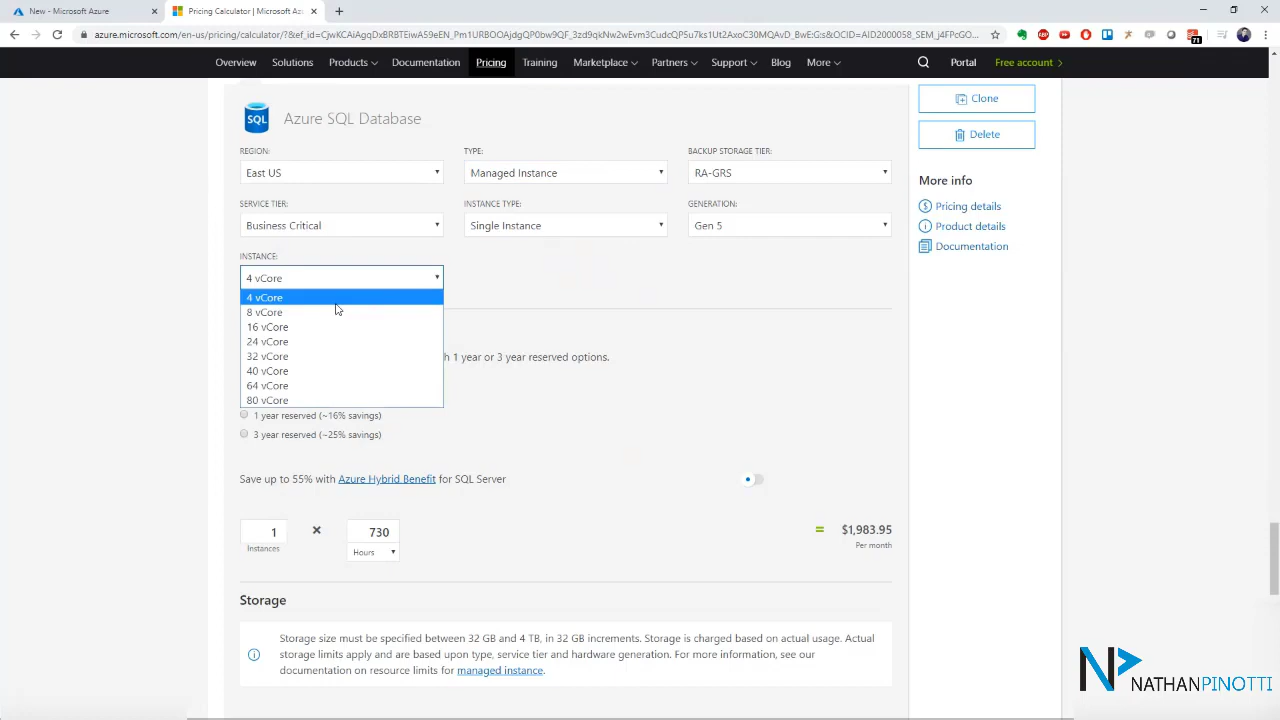 New - Microsoft Azure
Pricing Calculator | Microsoft Az
azure.microsoft.com/en-us/pricing/calculator/?&ef_id=
Overview Solutions Products Documentation Pricing Training Marketplace Partners Support Blog More Portal Free account
71
SQL
Azure SQL Database
Clone
Delete
REGION: TYPE: BACKUP STORAGE TIER:
East US Managed Instance RA-GRS
More info
Pricing details
Product details
Documentation
SERVICE TIER: INSTANCE TYPE: GENERATION:
Business Critical Single Instance Gen 5
INSTANCE:
4 vCore
4 vCore
8 vCore
16 vCore
24 vCore
32 vCore
h 1 year or 3 year reserved options.
40 vCore
64 vCore
80 vCore
1 year reserved (~16% savings)
3 year reserved (~25% savings)
Save up to 55% with Azure Hybrid Benefit for SQL Server
1 × 730 = $1,983.95
Instances Hours Per month
Storage
Storage size must be specified between 32 GB and 4 TB, in 32 GB increments. Storage is charged based on actual usage. Actual
storage limits apply and are based upon type, service tier and hardware generation. For more information, see our
documentation on resource limits for managed instance.
NATHANPINOTTI